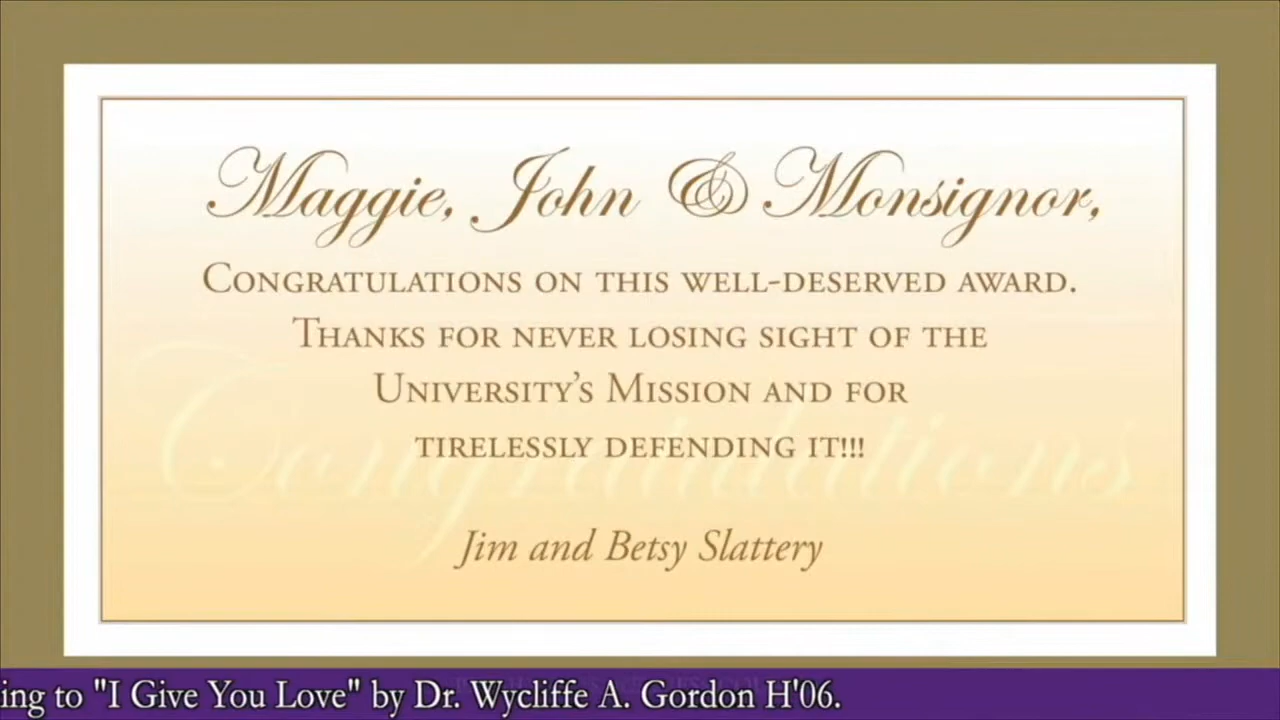 Maggie, John & Monsignor,
Congratulations on this well-deserved award.
Thanks for never losing sight of the
University's Mission and for
tirelessly defending it!!!
Congratulations
Jim and Betsy Slattery
ing to "I Give You Love" by Dr. Wycliffe A. Gordon H'06.